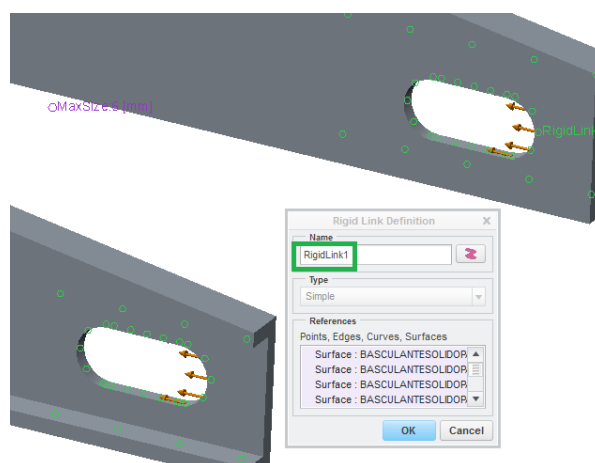 MaxSize:5 [mm]
RigidLink
Rigid Link Definition X
Name
RigidLink1
Type
Simple
References
Points, Edges, Curves, Surfaces
Surface : BASCULANTESOLIDOP
Surface : BASCULANTESOLIDOP
Surface : BASCULANTESOLIDOP
Surface : BASCULANTESOLIDOP
OK Cancel